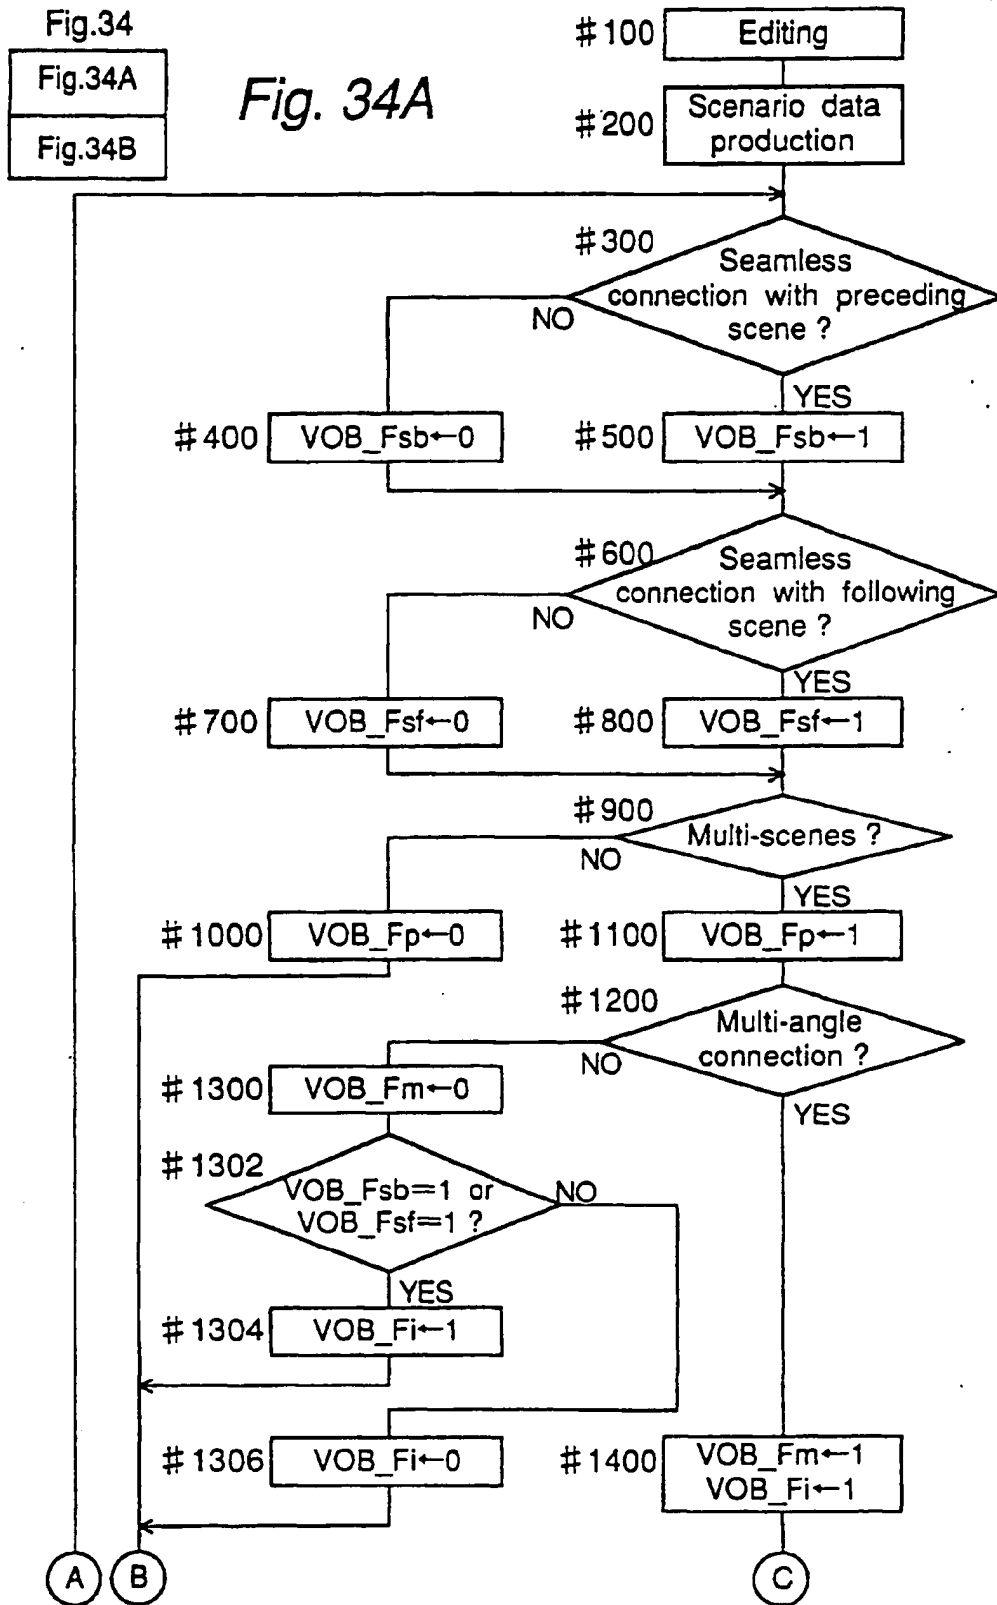 Fig.34
Fig.34A
Fig.34B
Fig. 34A
#100 Editing
#200 Scenario data
production
#300
Seamless
connection with preceding
scene ?
NO
YES
#400 VOB_Fsb←0
#500 VOB_Fsb←1
#600
Seamless
connection with following
scene ?
NO
YES
#700 VOB_Fsf←0
#800 VOB_Fsf←1
#900
Multi-scenes ?
NO
YES
#1000 VOB_Fp←0
#1100 VOB_Fp←1
#1200
Multi-angle
connection ?
NO
YES
#1300 VOB_Fm←0
#1302
VOB_Fsb=1 or
VOB_Fsf=1 ?
NO
YES
#1304 VOB_Fi←1
#1306 VOB_Fi←0
#1400 VOB_Fm←1
VOB_Fi←1
A
B
C